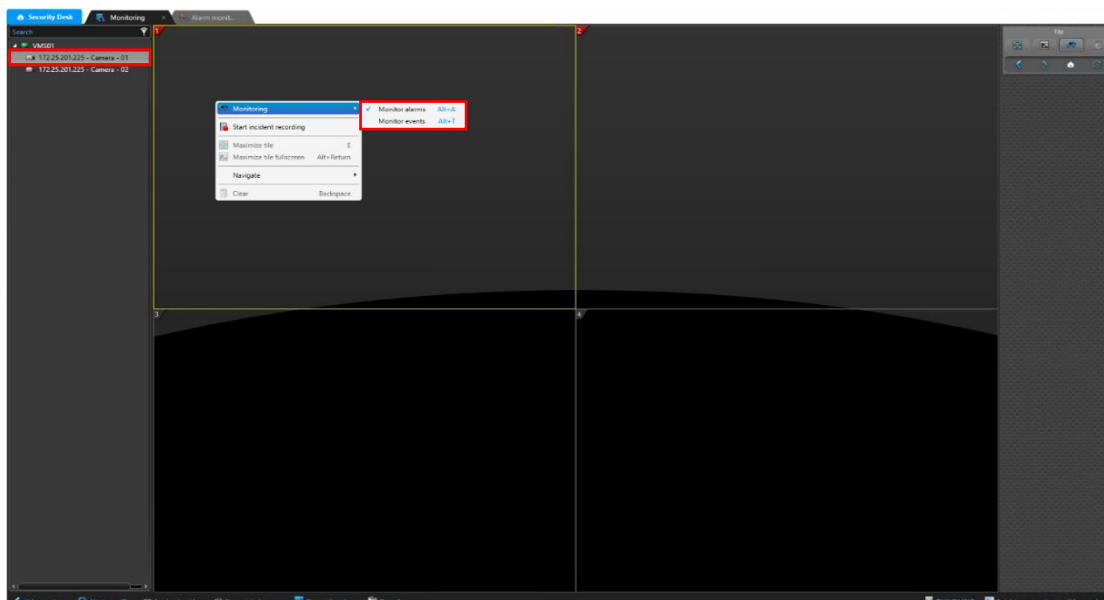 Security Desk
Monitoring
Alarm monit...
Search
VMS01
172.25.201.225 - Camera - 01
172.25.201.225 - Camera - 02
1
2
Monitoring
Monitor alarms Alt+A
Monitor events Alt+T
Start incident recording
Maximize tile E
Maximize tile fullscreen Alt+Return
Navigate
Clear Backspace
3
4
Tile